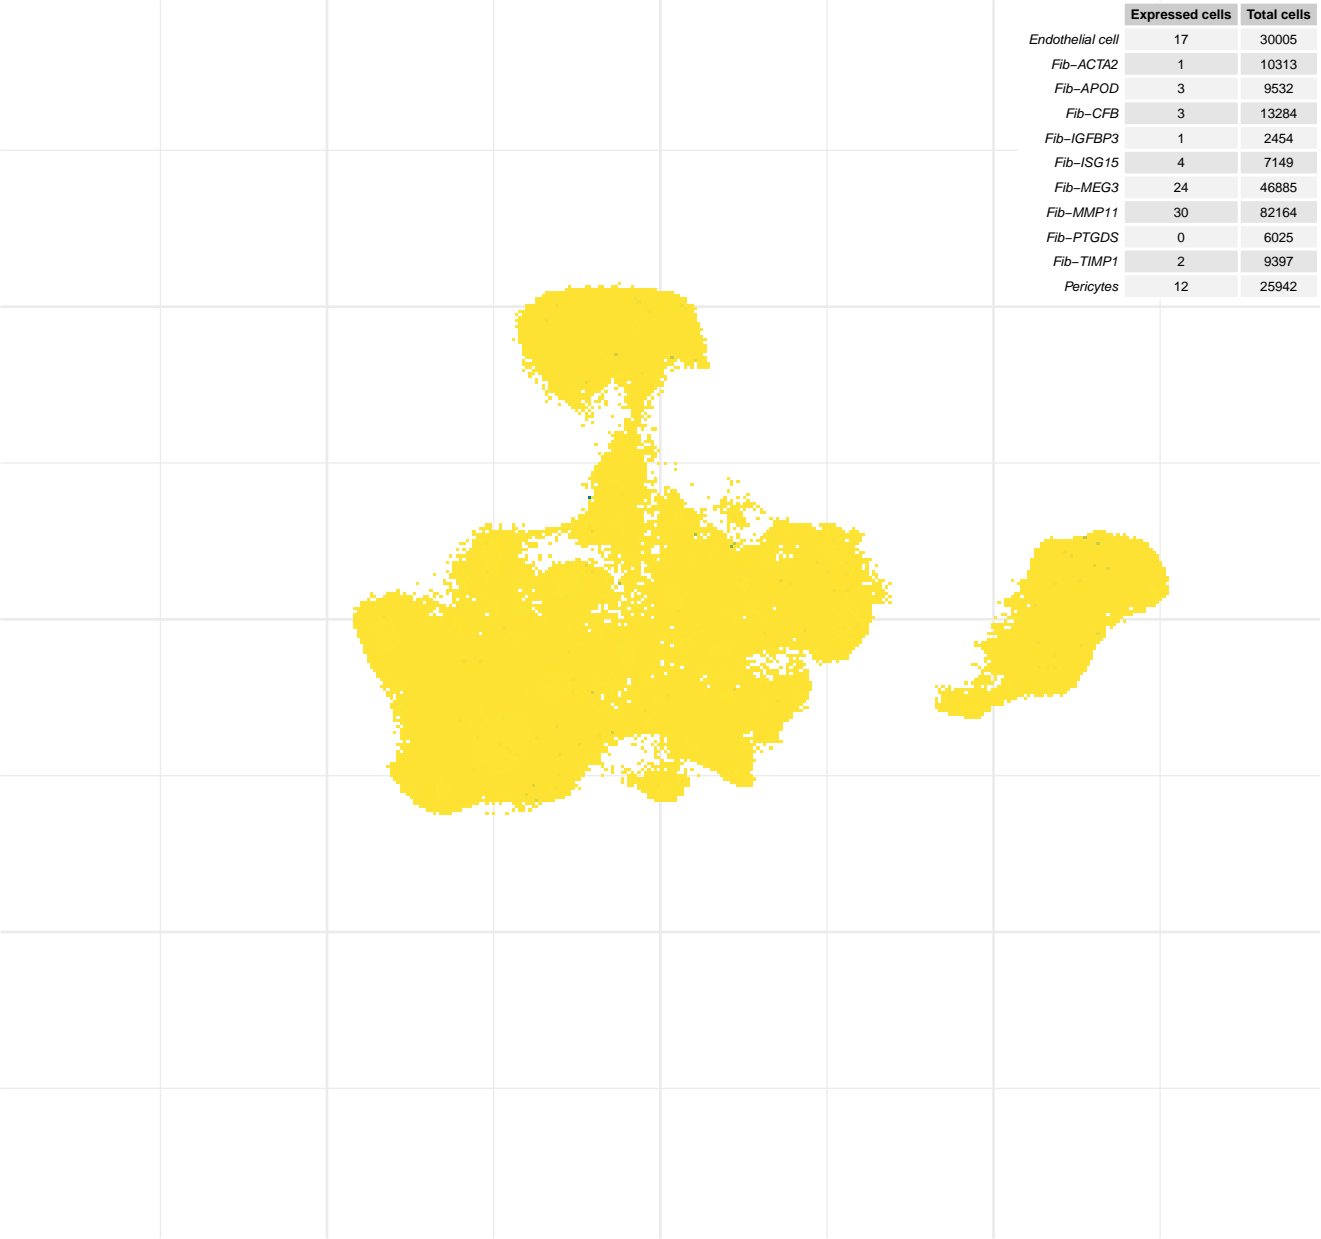 Expressed cells Total cells
Endothelial cell 17 30005
Fib−ACTA2 1 10313
Fib−APOD 3 9532
Fib−CFB 3 13284
Fib−IGFBP3 1 2454
Fib−ISG15 4 7149
Fib−MEG3 24 46885
Fib−MMP11 30 82164
Fib−PTGDS 0 6025
Fib−TIMP1 2 9397
Pericytes 12 25942